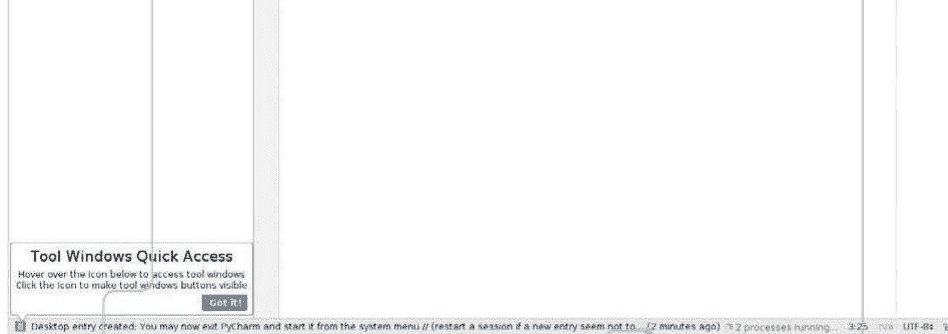 Tool Windows Quick Access
Hover over the icon below to access tool windows
Click the icon to make tool windows buttons visible
Got it!
Desktop entry created: You may now exit PyCharm and start it from the system menu // (restart a session if a new entry seem not to... (2 minutes ago) 2 processes running... 3:25 n/a UTF-8